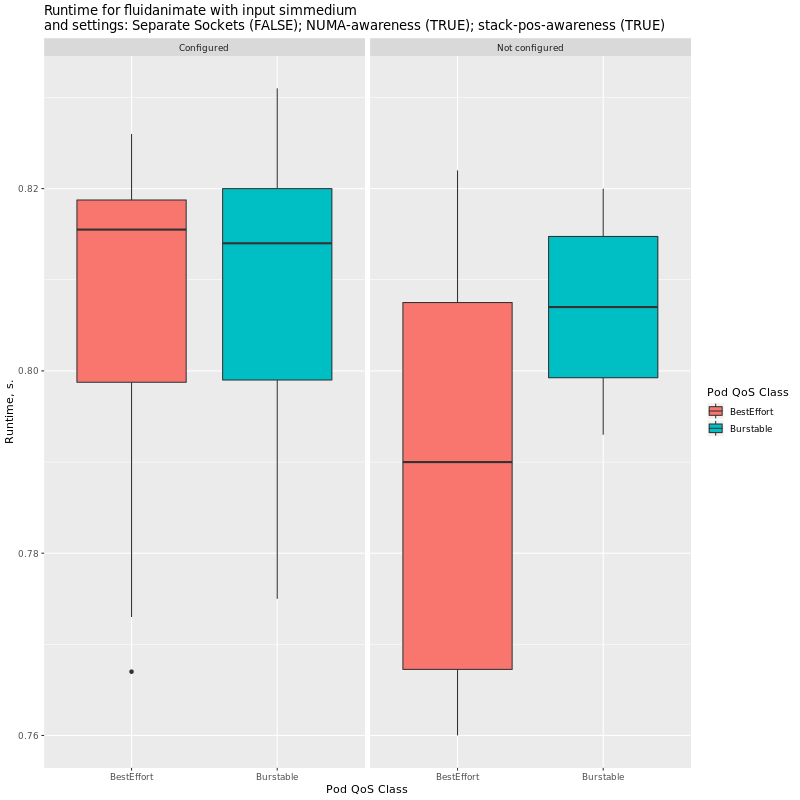 Runtime for fluidanimate with input simmedium
and settings: Separate Sockets (FALSE); NUMA-awareness (TRUE); stack-pos-awareness (TRUE)
Configured
Not configured
0.82
0.80
0.78
0.76
Runtime, s.
BestEffort
Burstable
BestEffort
Burstable
Pod QoS Class
Pod QoS Class
BestEffort
Burstable